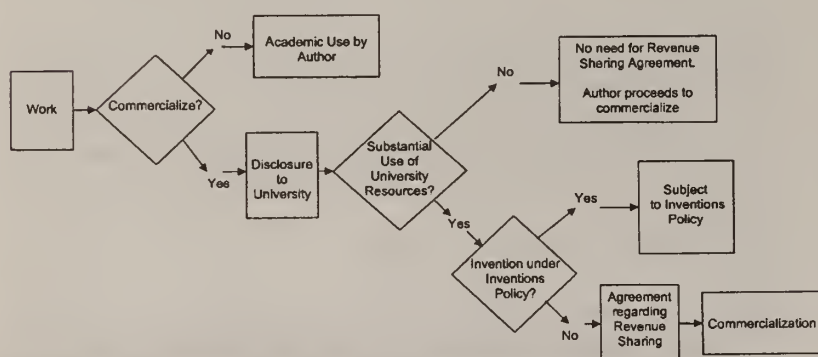 Work
Commercialize?
No
Academic Use by
Author
Yes
Disclosure
to
University
Substantial
Use of
University
Resources?
No
No need for Revenue
Sharing Agreement.
Author proceeds to
commercialize
Yes
Invention under
Inventions
Policy?
Yes
Subject
to Inventions
Policy
No
Agreement
regarding
Revenue
Sharing
Commercialization